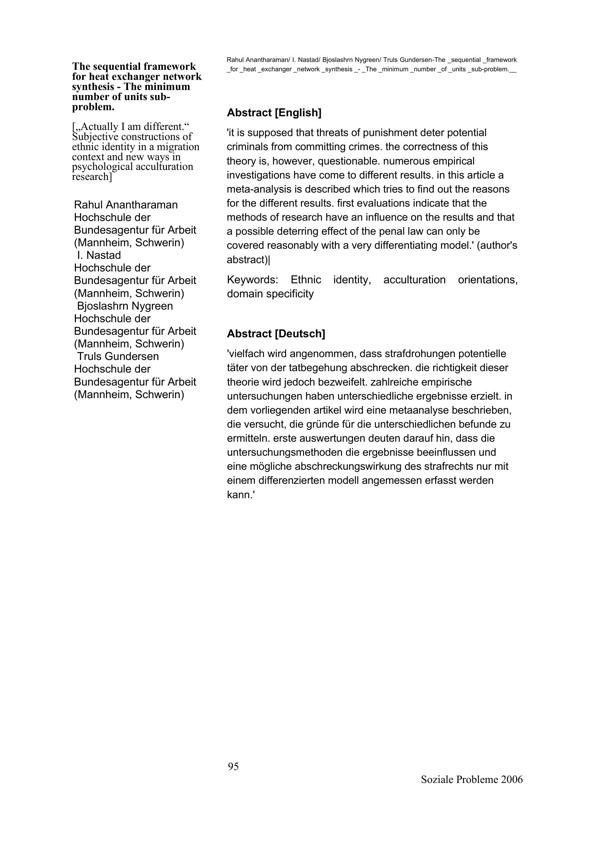 The sequential framework
for heat exchanger network
synthesis - The minimum
number of units sub-
problem.
[„Actually I am different.“
Subjective constructions of
ethnic identity in a migration
context and new ways in
psychological acculturation
research]
Rahul Anantharaman
Hochschule der
Bundesagentur für Arbeit
(Mannheim, Schwerin)
I. Nastad
Hochschule der
Bundesagentur für Arbeit
(Mannheim, Schwerin)
Bjoslashrn Nygreen
Hochschule der
Bundesagentur für Arbeit
(Mannheim, Schwerin)
Truls Gundersen
Hochschule der
Bundesagentur für Arbeit
(Mannheim, Schwerin)
Rahul Anantharaman/ I. Nastad/ Bjoslashrn Nygreen/ Truls Gundersen-The _sequential _framework
_for _heat _exchanger _network _synthesis _- _The _minimum _number _of _units _sub-problem.__
Abstract [English]
'it is supposed that threats of punishment deter potential
criminals from committing crimes. the correctness of this
theory is, however, questionable. numerous empirical
investigations have come to different results. in this article a
meta-analysis is described which tries to find out the reasons
for the different results. first evaluations indicate that the
methods of research have an influence on the results and that
a possible deterring effect of the penal law can only be
covered reasonably with a very differentiating model.' (author's
abstract)|
Keywords: Ethnic identity, acculturation orientations,
domain specificity
Abstract [Deutsch]
'vielfach wird angenommen, dass strafdrohungen potentielle
täter von der tatbegehung abschrecken. die richtigkeit dieser
theorie wird jedoch bezweifelt. zahlreiche empirische
untersuchungen haben unterschiedliche ergebnisse erzielt. in
dem vorliegenden artikel wird eine metaanalyse beschrieben,
die versucht, die gründe für die unterschiedlichen befunde zu
ermitteln. erste auswertungen deuten darauf hin, dass die
untersuchungsmethoden die ergebnisse beeinflussen und
eine mögliche abschreckungswirkung des strafrechts nur mit
einem differenzierten modell angemessen erfasst werden
kann.'
95
Soziale Probleme 2006